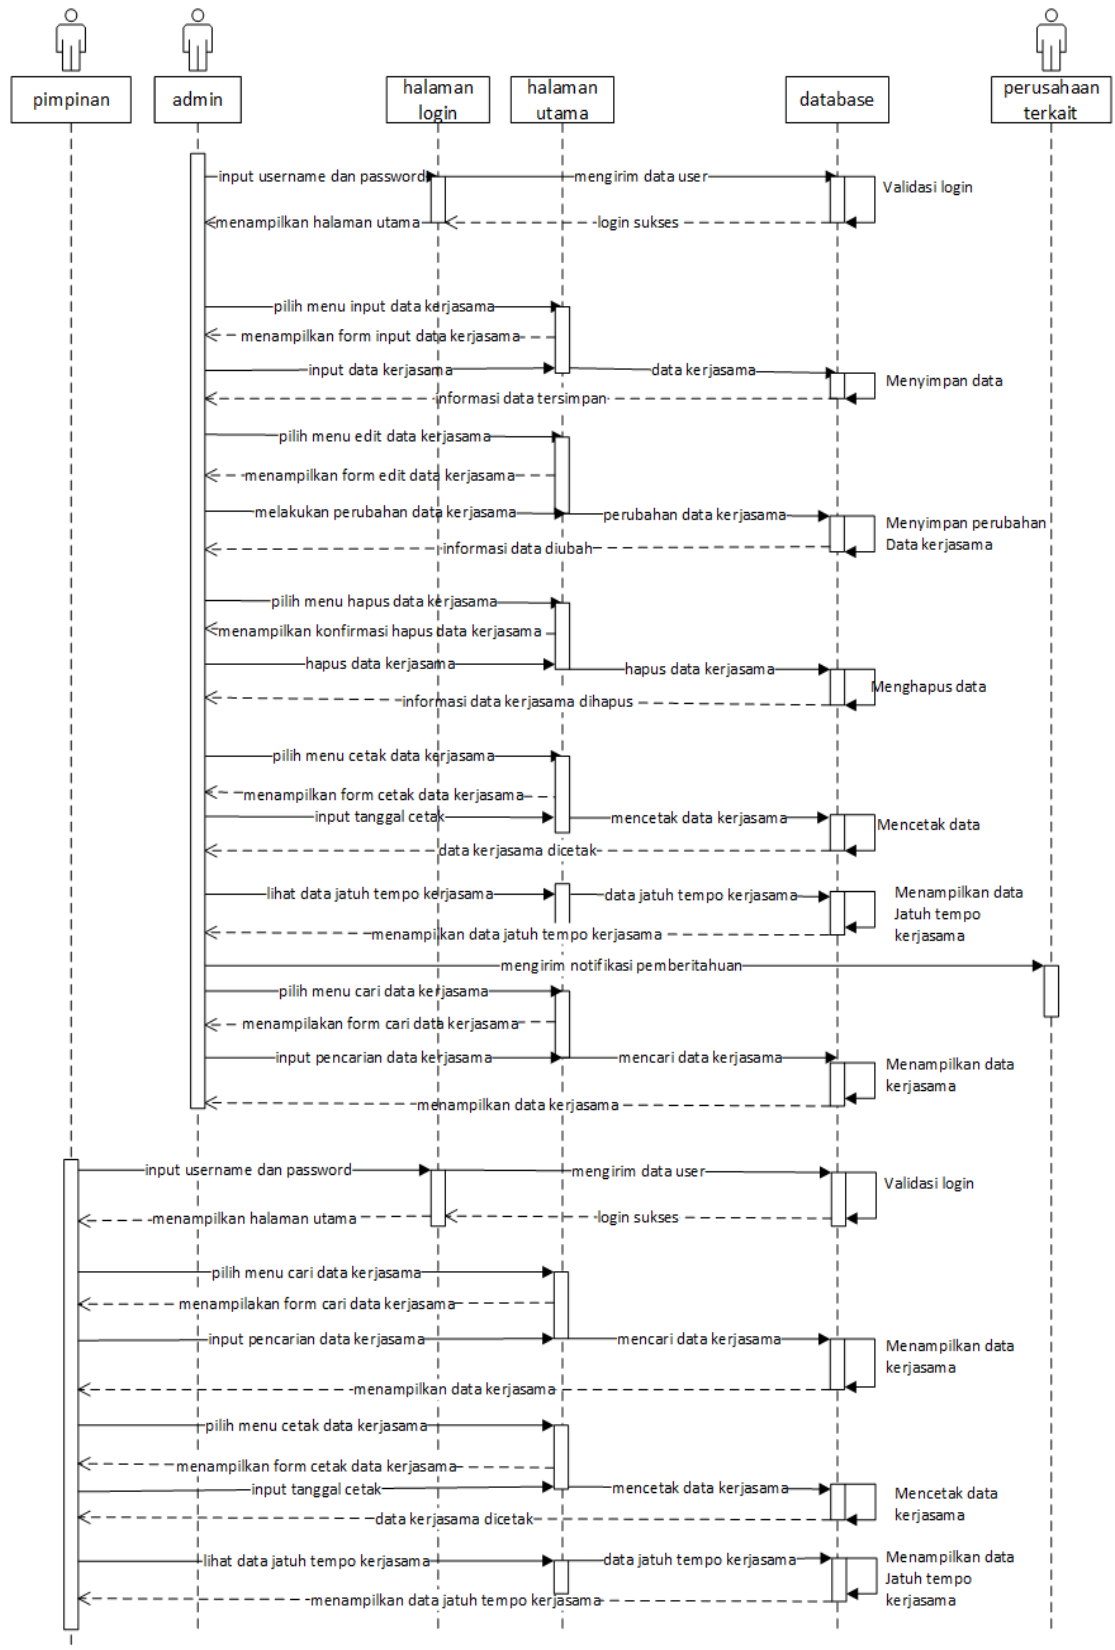 pimpinan
admin
halaman
login
halaman
utama
database
perusahaan
terkait
input username dan password
mengirim data user
Validasi login
menampilkan halaman utama
login sukses
pilih menu input data kerjasama
menampilkan form input data kerjasama
input data kerjasama
data kerjasama
Menyimpan data
informasi data tersimpan
pilih menu edit data kerjasama
menampilkan form edit data kerjasama
melakukan perubahan data kerjasama
perubahan data kerjasama
Menyimpan perubahan
Data kerjasama
informasi data diubah
pilih menu hapus data kerjasama
menampilkan konfirmasi hapus data kerjasama
hapus data kerjasama
hapus data kerjasama
Menghapus data
informasi data kerjasama dihapus
pilih menu cetak data kerjasama
menampilkan form cetak data kerjasama
input tanggal cetak
mencetak data kerjasama
Mencetak data
data kerjasama dicetak
lihat data jatuh tempo kerjasama
data jatuh tempo kerjasama
Menampilkan data
Jatuh tempo
kerjasama
menampilkan data jatuh tempo kerjasama
mengirim notifikasi pemberitahuan
pilih menu cari data kerjasama
menampilakan form cari data kerjasama
input pencarian data kerjasama
mencari data kerjasama
Menampilkan data
kerjasama
menampilkan data kerjasama
input username dan password
mengirim data user
Validasi login
menampilkan halaman utama
login sukses
pilih menu cari data kerjasama
menampilakan form cari data kerjasama
input pencarian data kerjasama
mencari data kerjasama
Menampilkan data
kerjasama
menampilkan data kerjasama
pilih menu cetak data kerjasama
menampilkan form cetak data kerjasama
input tanggal cetak
mencetak data kerjasama
Mencetak data
kerjasama
data kerjasama dicetak
lihat data jatuh tempo kerjasama
data jatuh tempo kerjasama
Menampilkan data
Jatuh tempo
kerjasama
menampilkan data jatuh tempo kerjasama